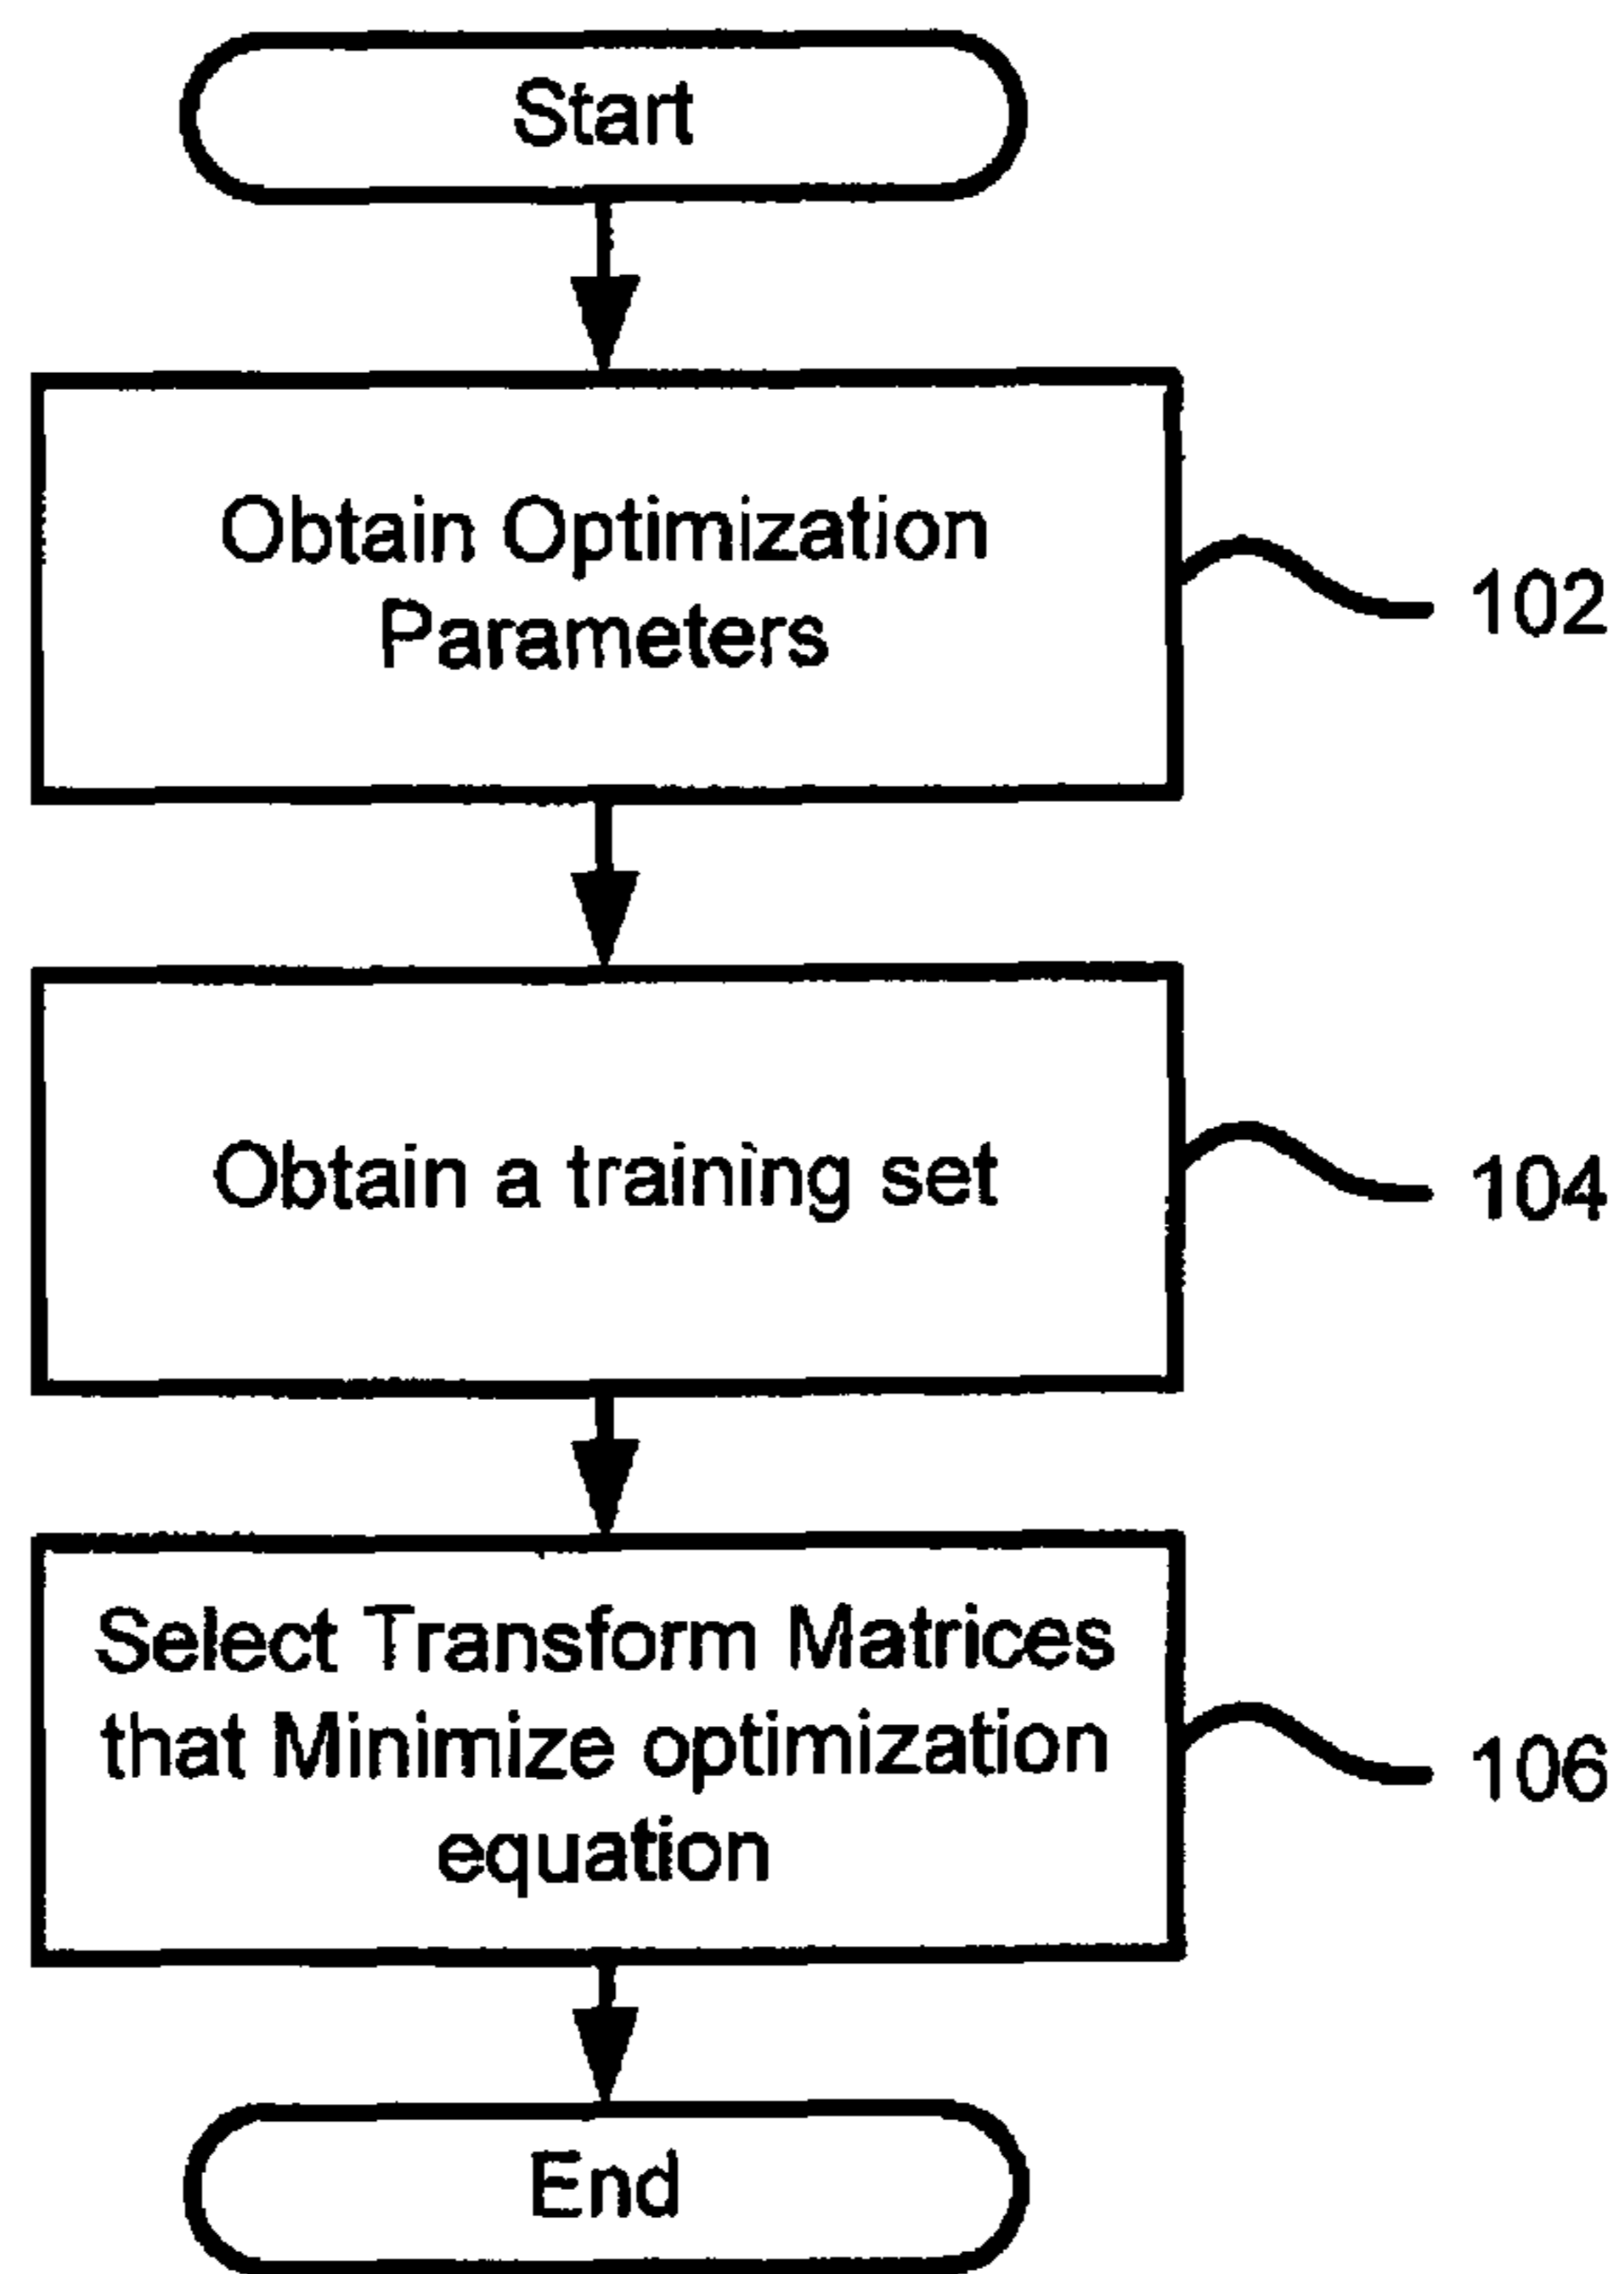 Start
Obtain Optimization
Parameters
102
Obtain a training set
104
Select Transform Matrices
that Minimize optimization
equation
106
End